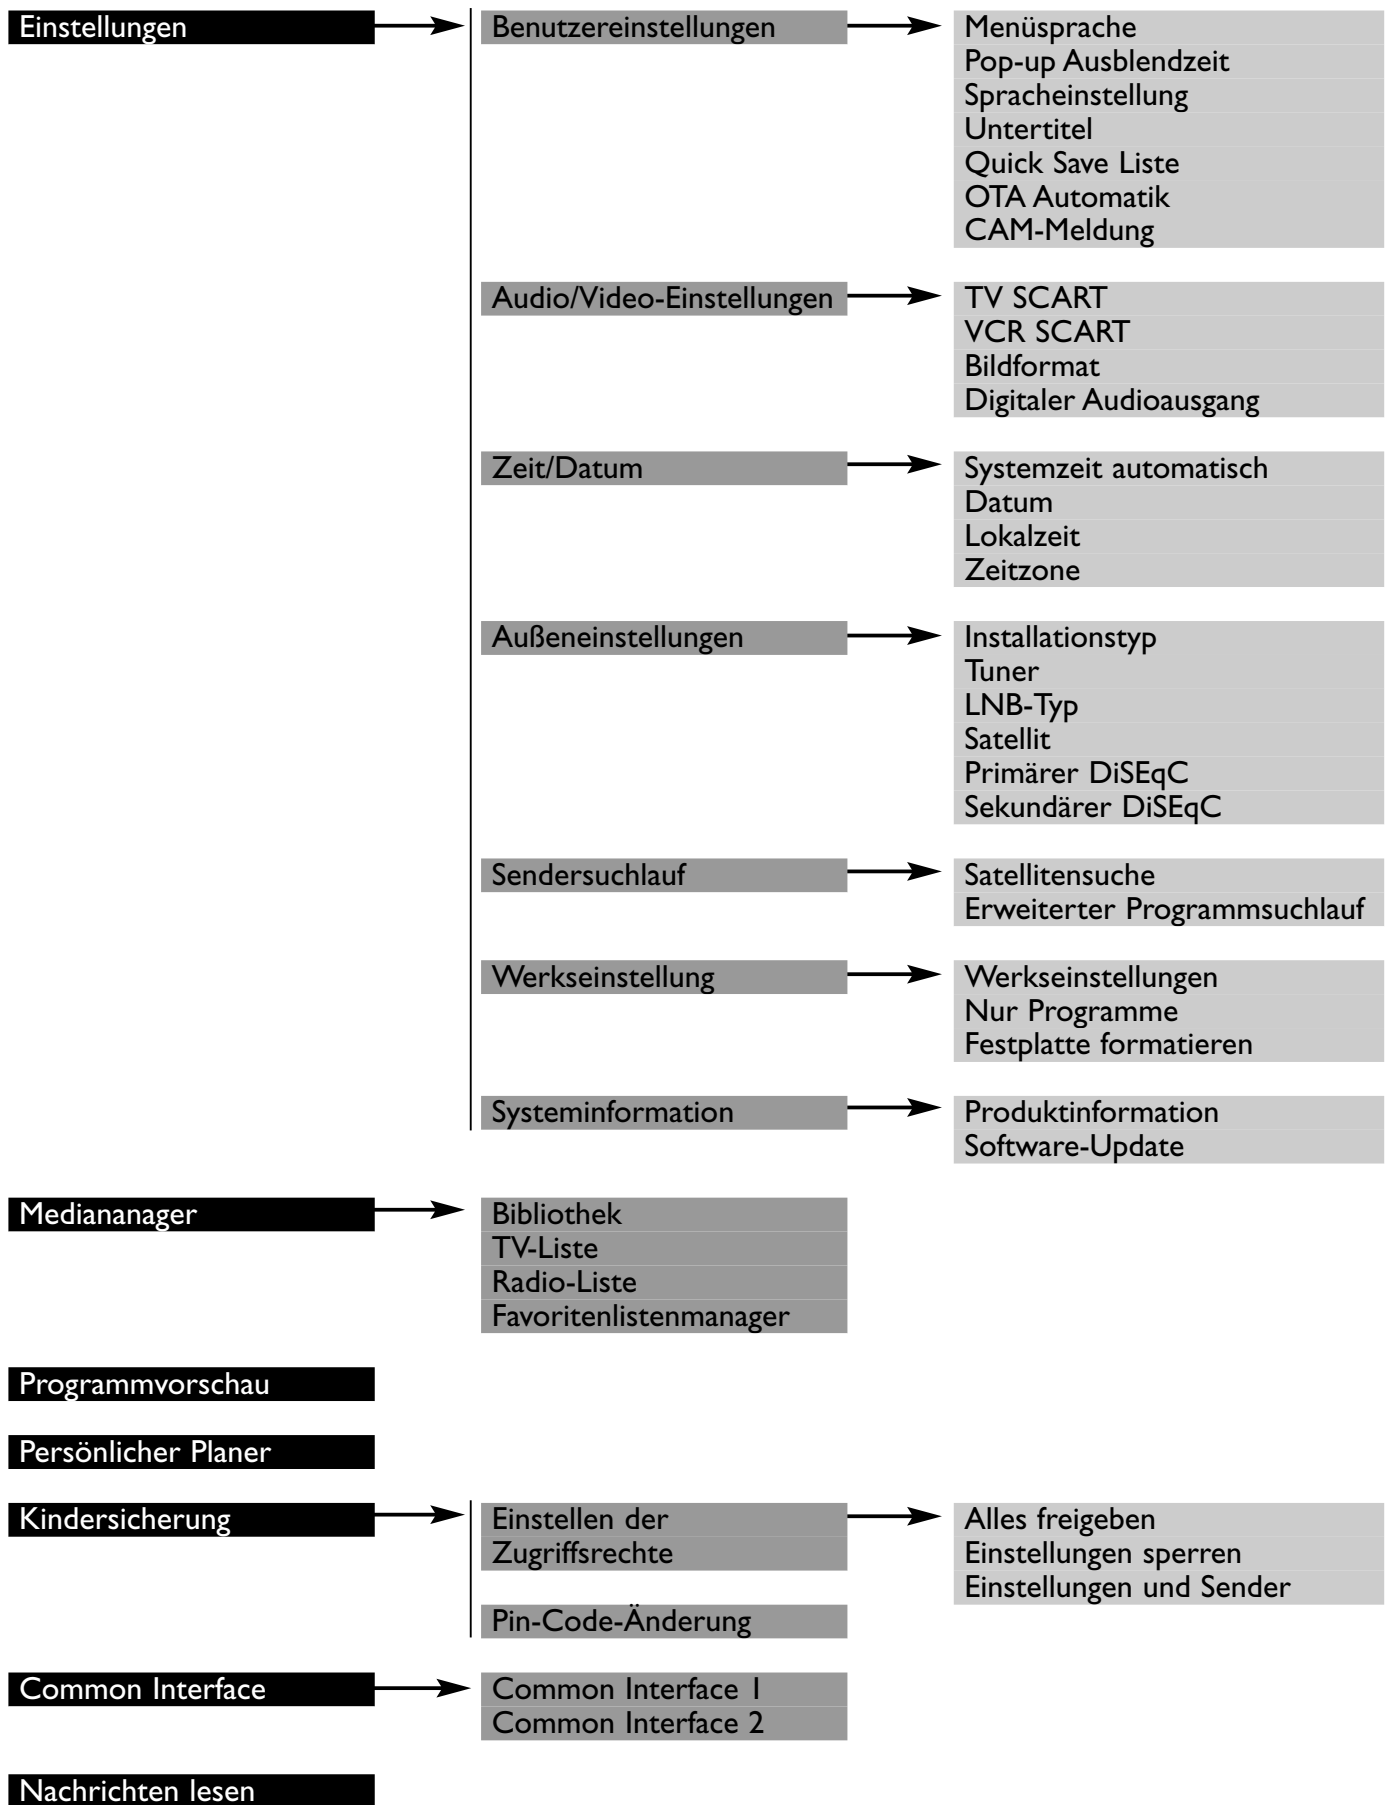 Einstellungen
Benutzereinstellungen
Menüsprache
Pop-up Ausblendzeit
Spracheinstellung
Untertitel
Quick Save Liste
OTA Automatik
CAM-Meldung
Audio/Video-Einstellungen
TV SCART
VCR SCART
Bildformat
Digitaler Audioausgang
Zeit/Datum
Systemzeit automatisch
Datum
Lokalzeit
Zeitzone
Außeneinstellungen
Installationstyp
Tuner
LNB-Typ
Satellit
Primärer DiSEqC
Sekundärer DiSEqC
Sendersuchlauf
Satellitensuche
Erweiterter Programmsuchlauf
Werkseinstellung
Werkseinstellungen
Nur Programme
Festplatte formatieren
Systeminformation
Produktinformation
Software-Update
Mediananager
Bibliothek
TV-Liste
Radio-Liste
Favoritenlistenmanager
Programmvorschau
Persönlicher Planer
Kindersicherung
Einstellen der
Zugriffsrechte
Alles freigeben
Einstellungen sperren
Einstellungen und Sender
Pin-Code-Änderung
Common Interface
Common Interface 1
Common Interface 2
Nachrichten lesen